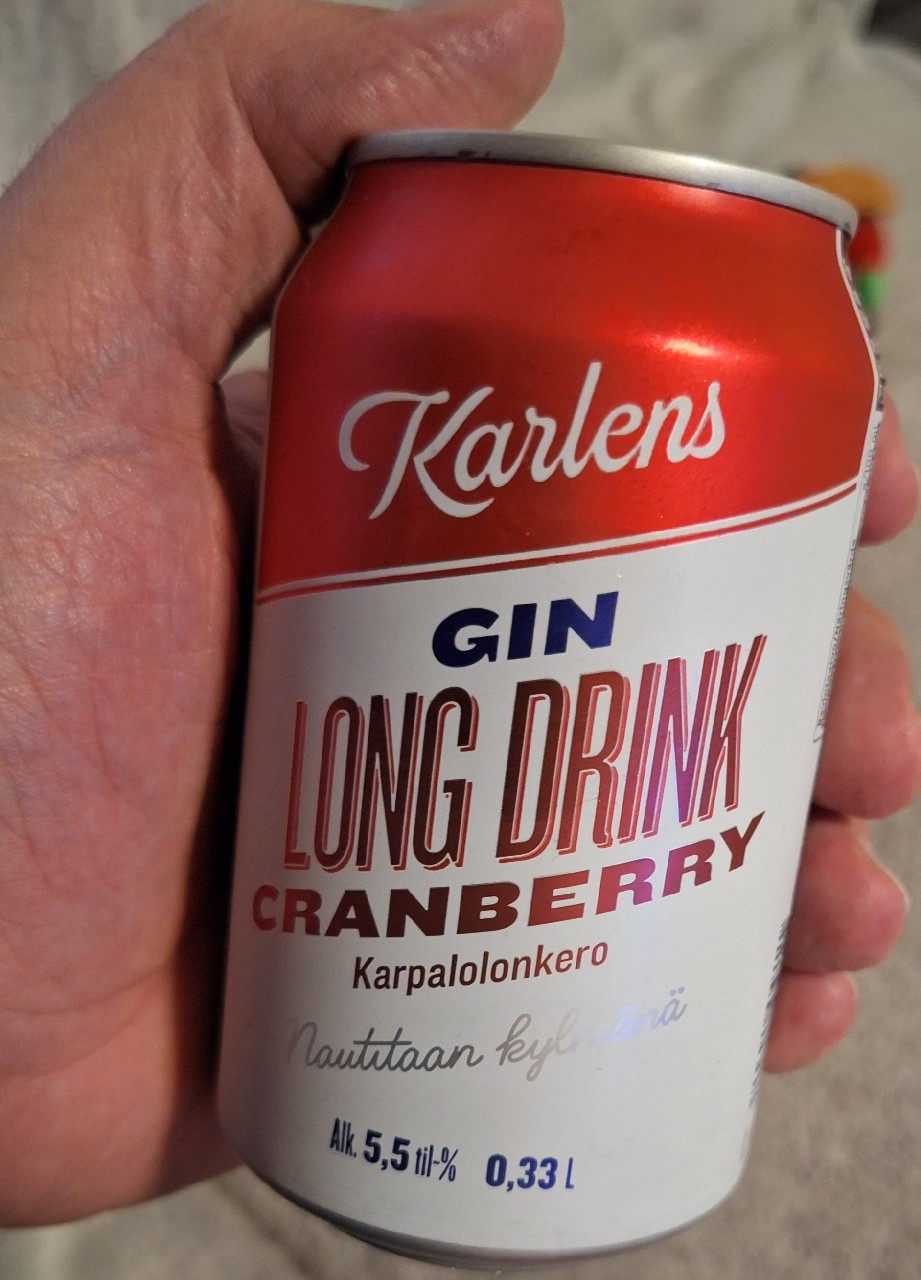 Karlens
GIN
LONG DRINK
CRANBERRY
Karpalolonkero
Nautitaan kylmänä
Alk. 5,5 til-% 0,33 L